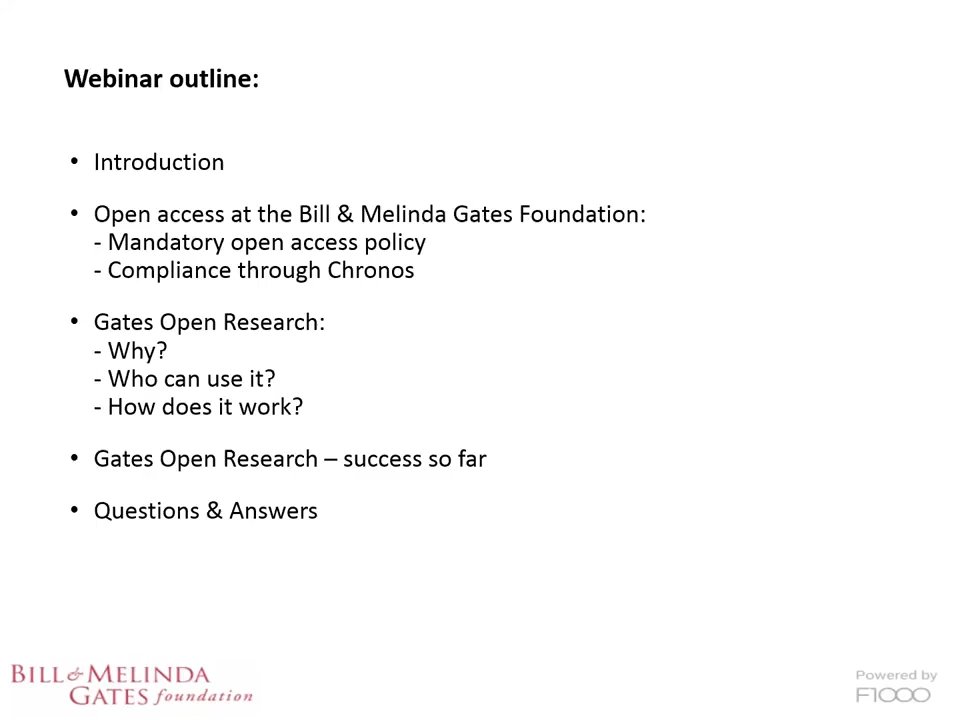 Webinar outline:
• Introduction
• Open access at the Bill & Melinda Gates Foundation:
- Mandatory open access policy
- Compliance through Chronos
• Gates Open Research:
- Why?
- Who can use it?
- How does it work?
• Gates Open Research – success so far
• Questions & Answers
BILL & MELINDA
GATES foundation
Powered by
F1000